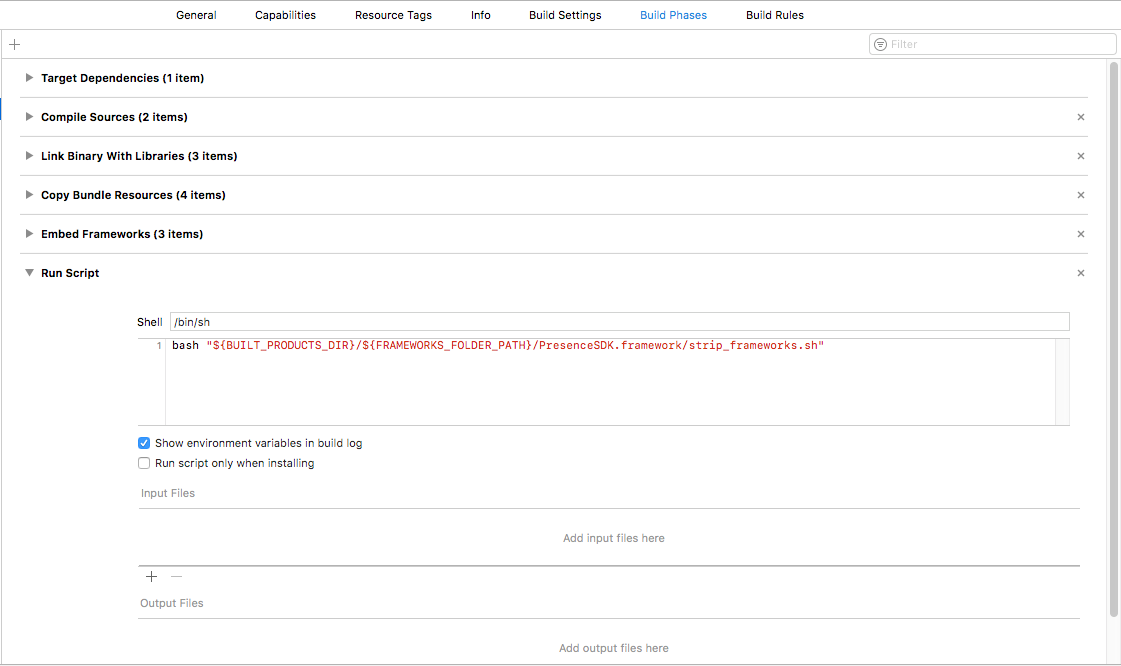 General Capabilities Resource Tags Info Build Settings Build Phases Build Rules
Filter
Target Dependencies (1 item)
Compile Sources (2 items)
Link Binary With Libraries (3 items)
Copy Bundle Resources (4 items)
Embed Frameworks (3 items)
Run Script
Shell /bin/sh
1 bash "${BUILT_PRODUCTS_DIR}/${FRAMEWORKS_FOLDER_PATH}/PresenceSDK.framework/strip_frameworks.sh"
Show environment variables in build log
Run script only when installing
Input Files
Add input files here
Output Files
Add output files here